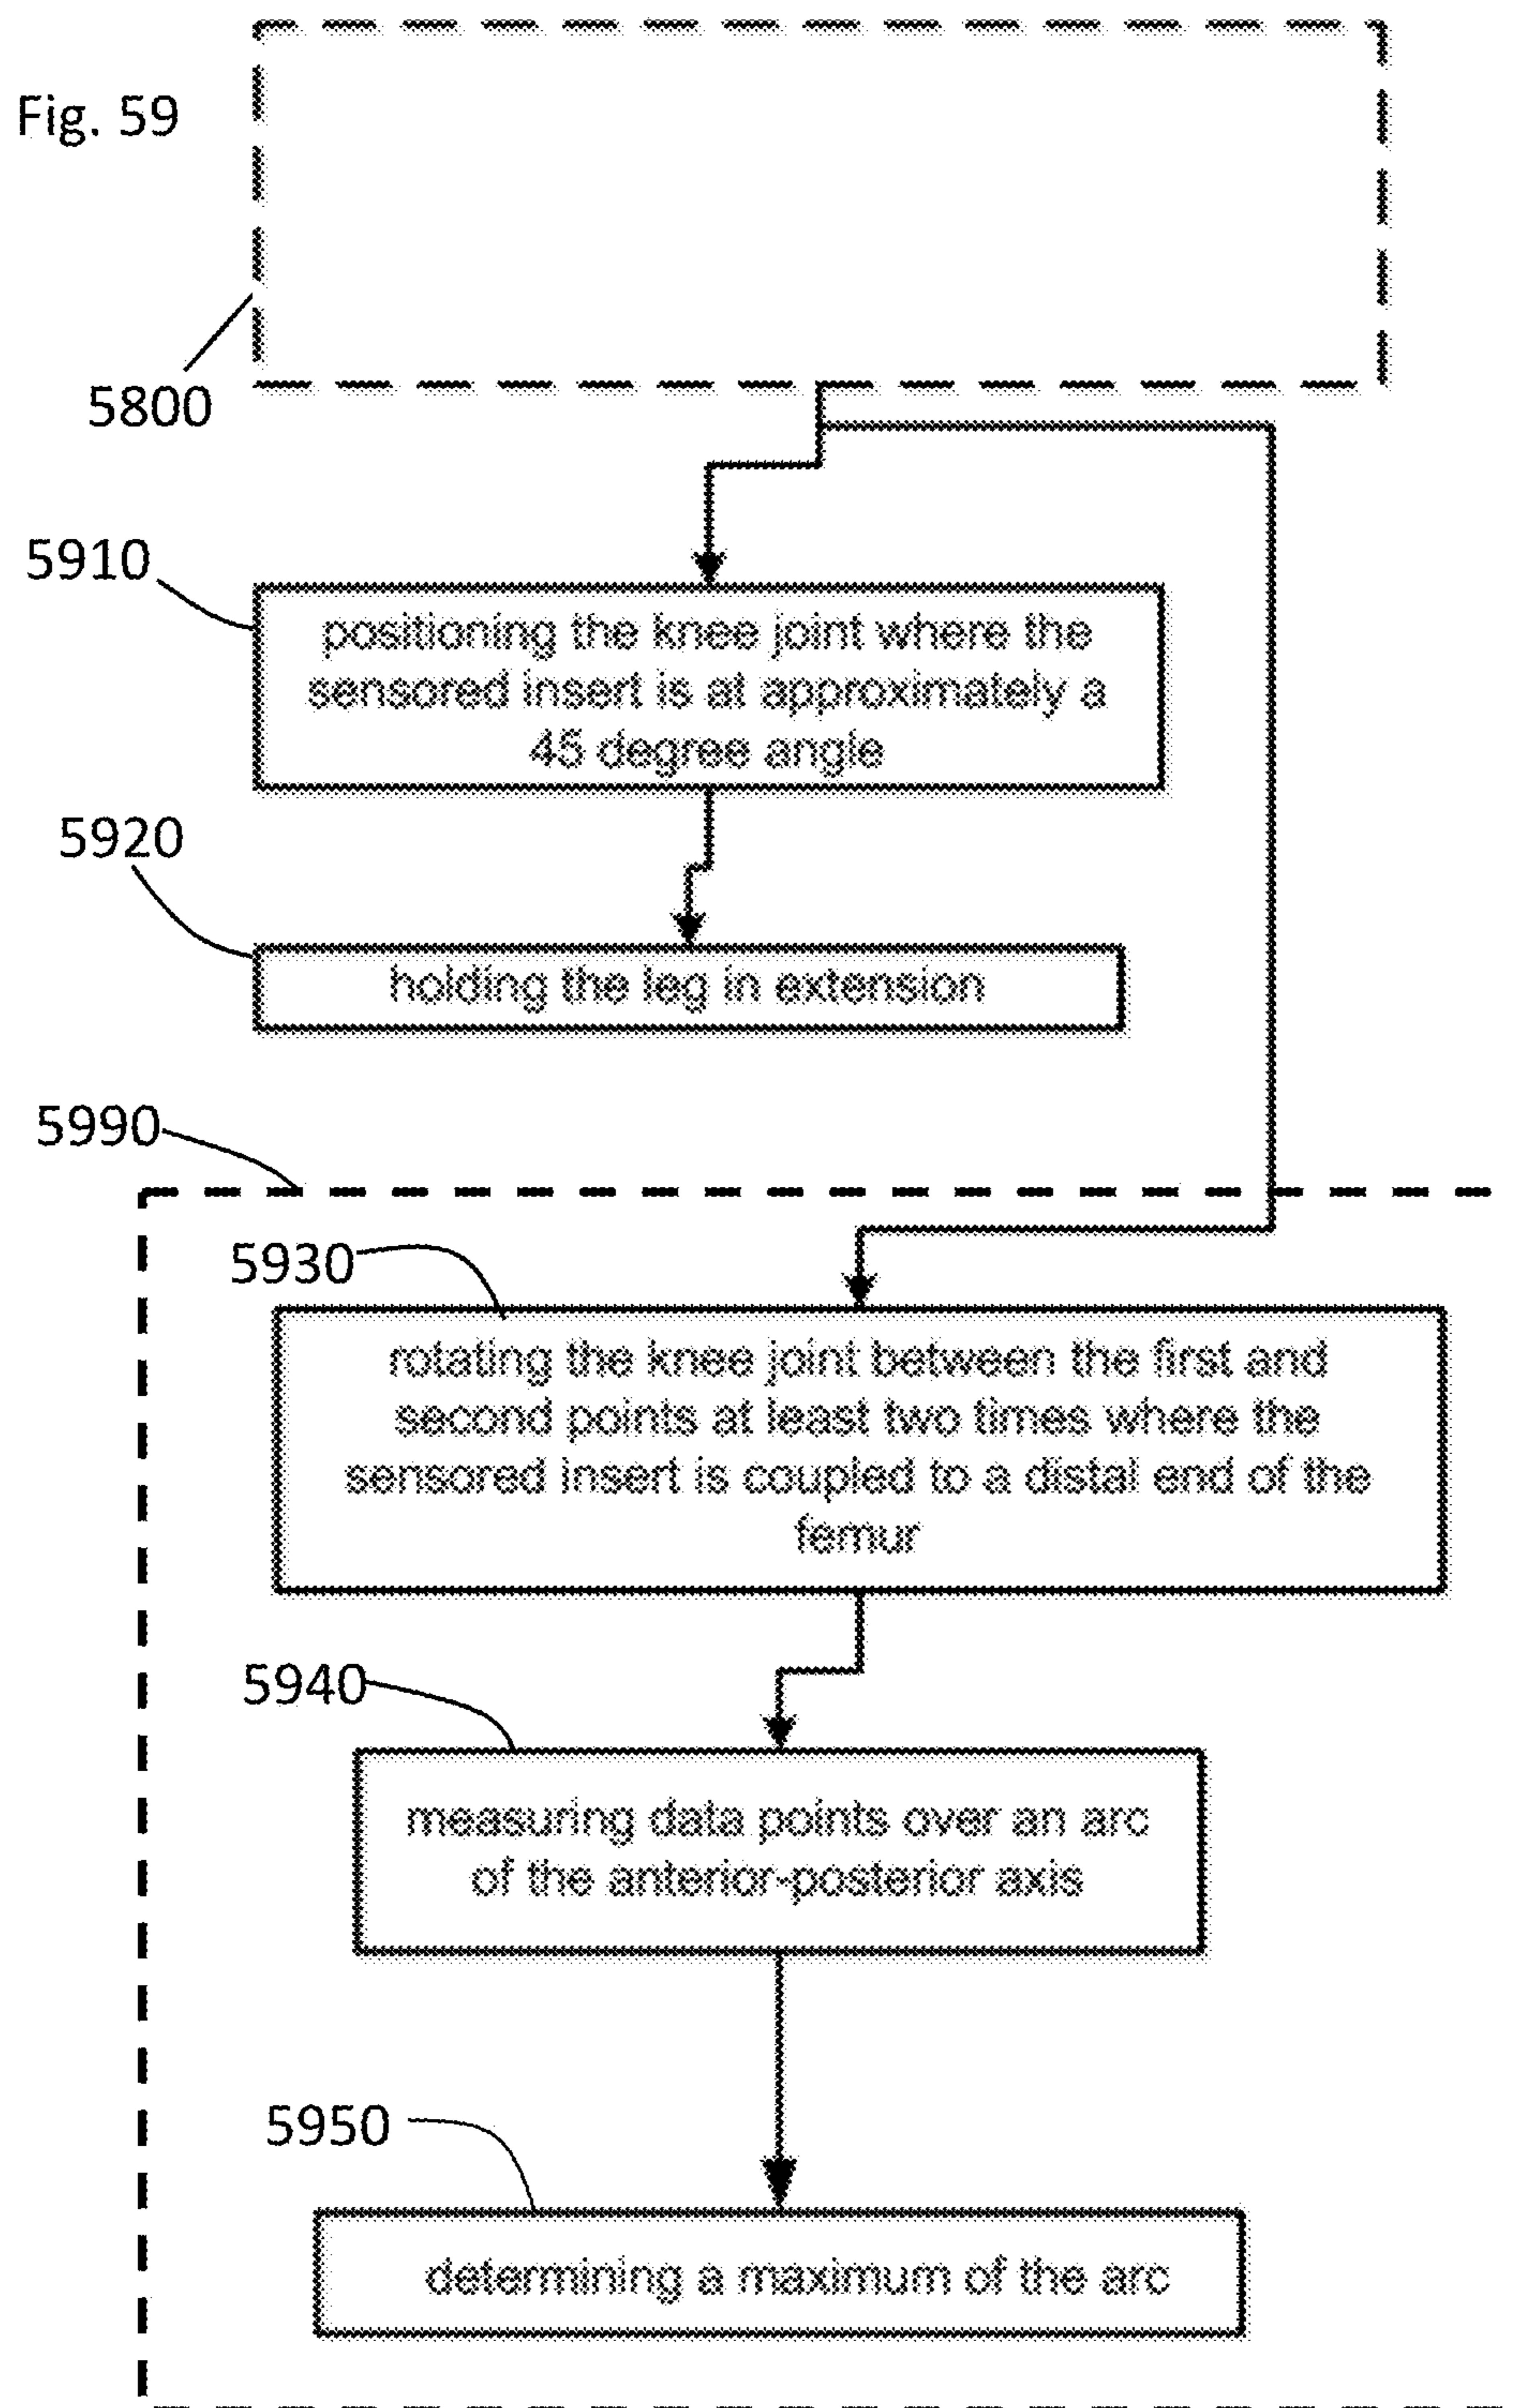 Fig. 59
5800
5910
positioning the knee joint where the
sensored insert is at approximately a
45 degree angle
5920
holding the leg in extension
5990
5930
rotating the knee joint between the first and
second points at least two times where the
sensored insert is coupled to a distal end of the
femur
5940
measuring data points over an arc
of the anterior-posterior axis
5950
determining a maximum of the arc